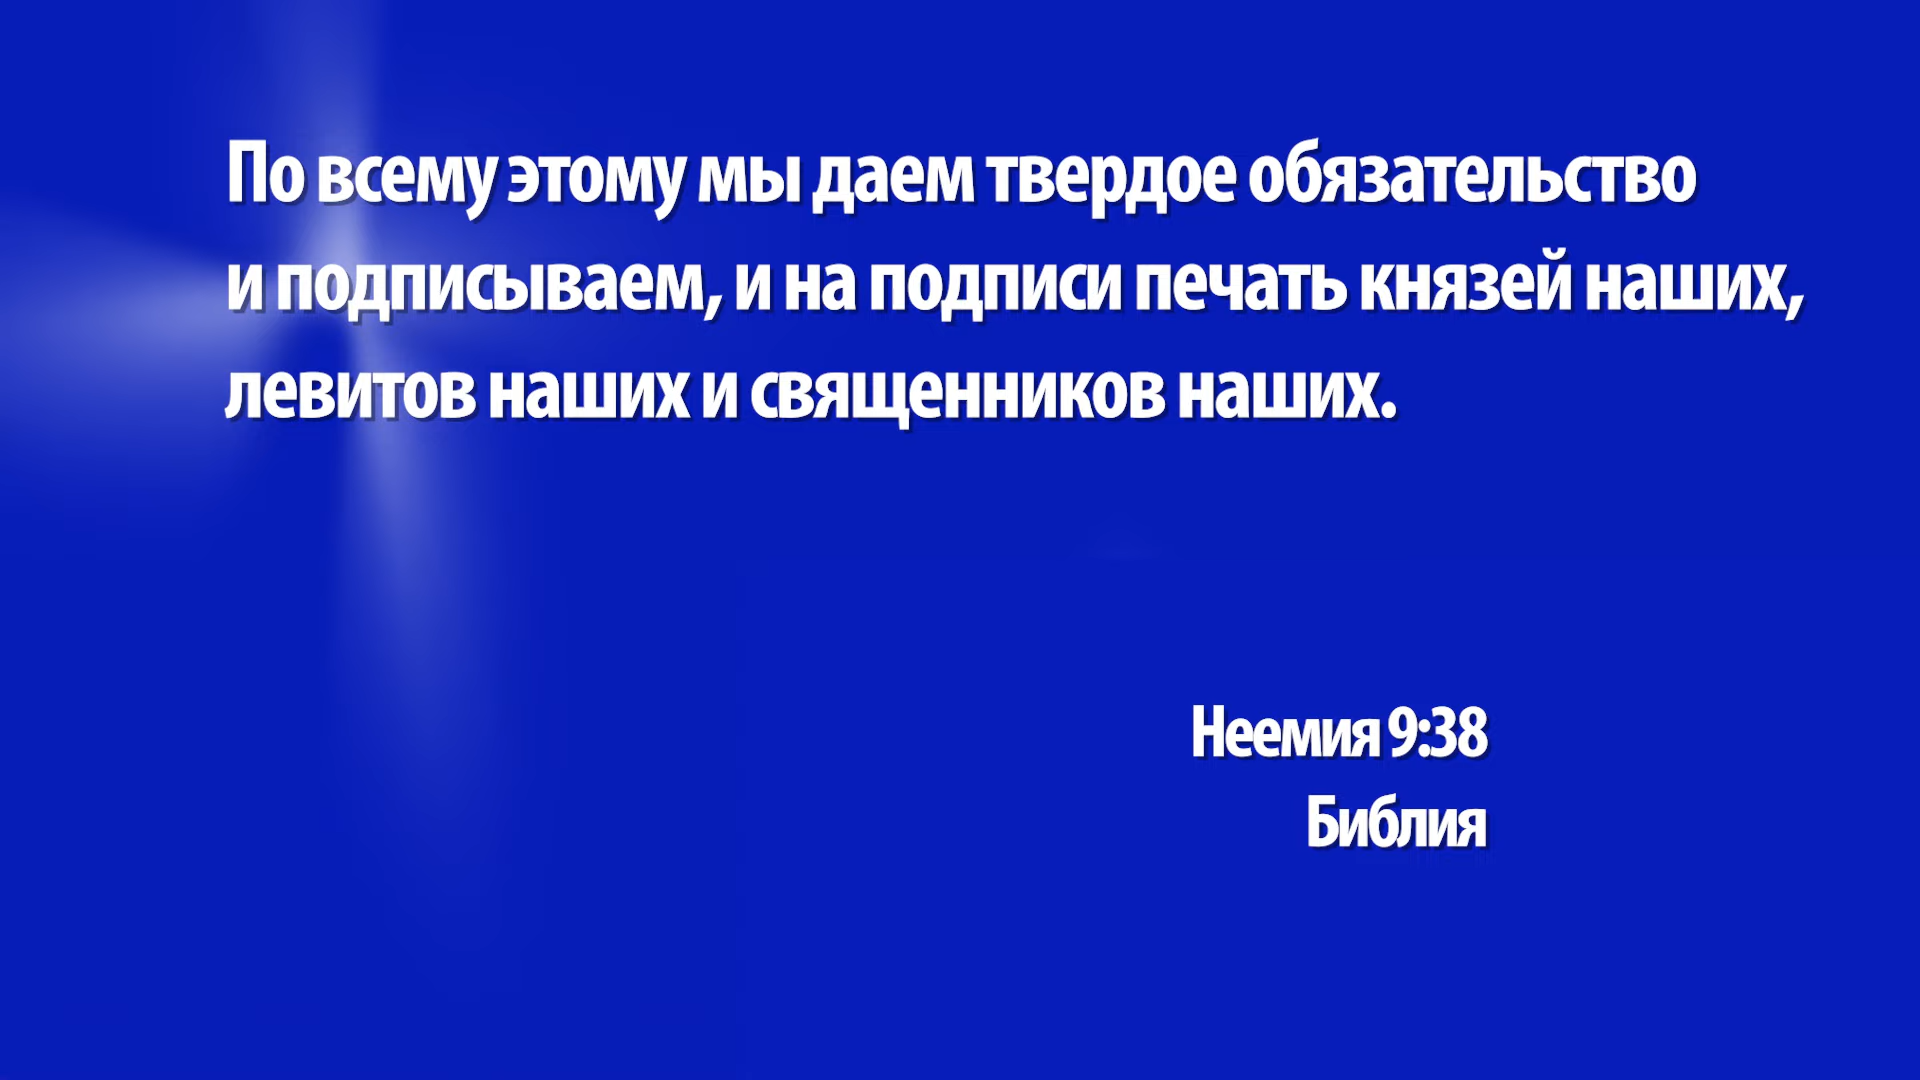 По всему этому мы даем твердое обязательство
и подписываем, и на подписи печать князей наших,
левитов наших и священников наших.
Неемия 9:38
Библия